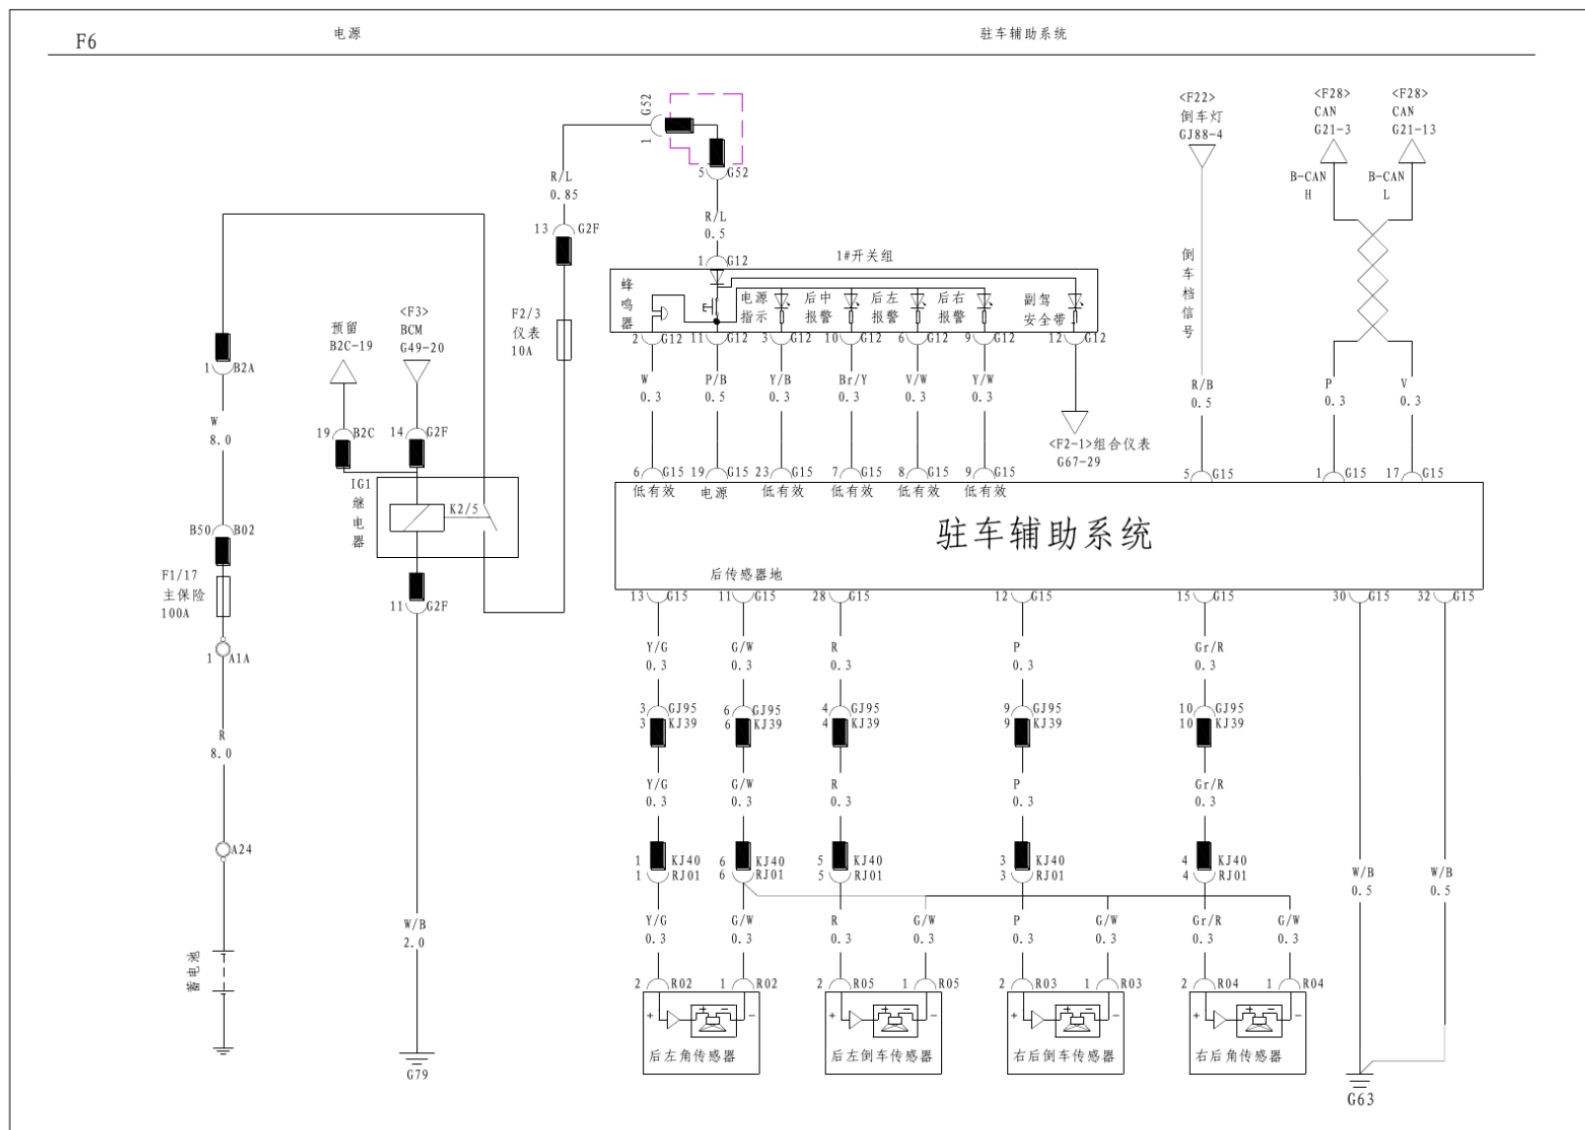 F6
电源
驻车辅助系统
G52
1
5 G52
R/L
0.85
13 G2F
R/L
0.5
1 G12
1#开关组
<F22>
倒车灯
GJ88-4
<F28>
CAN
G21-3
<F28>
CAN
G21-13
B-CAN
H
B-CAN
L
倒车档信号
蜂鸣器
电源
指示
后中
报警
后左
报警
后右
报警
副驾
安全带
2 G12
11 G12
3 G12
10 G12
6 G12
9 G12
12 G12
F2/3
仪表
10A
预留
B2C-19
<F3>
BCM
G49-20
1 B2A
W
8.0
19 B2C
14 G2F
W
0.3
P/B
0.5
Y/B
0.3
Br/Y
0.3
V/W
0.3
Y/W
0.3
R/B
0.5
P
0.3
V
0.3
<F2-1>组合仪表
G67-29
6 G15
19 G15
23 G15
7 G15
8 G15
9 G15
5 G15
1 G15
17 G15
低有效
电源
低有效
低有效
低有效
低有效
IG1
继电器
K2/5
驻车辅助系统
B50 B02
F1/17
主保险
100A
11 G2F
后传感器地
13 G15
11 G15
28 G15
12 G15
15 G15
30 G15
32 G15
1 A1A
Y/G
0.3
G/W
0.3
R
0.3
P
0.3
Gr/R
0.3
3 GJ95
3 KJ39
6 GJ95
6 KJ39
4 GJ95
4 KJ39
9 GJ95
9 KJ39
10 GJ95
10 KJ39
R
8.0
Y/G
0.3
G/W
0.3
R
0.3
P
0.3
Gr/R
0.3
A24
1 KJ40
1 RJ01
6 KJ40
6 RJ01
5 KJ40
5 RJ01
3 KJ40
3 RJ01
4 KJ40
4 RJ01
W/B
0.5
W/B
0.5
W/B
2.0
Y/G
0.3
G/W
0.3
R
0.3
G/W
0.3
P
0.3
G/W
0.3
Gr/R
0.3
G/W
0.3
蓄电池
2 R02
1 R02
2 R05
1 R05
2 R03
1 R03
2 R04
1 R04
+ + - -
+ + - -
+ + - -
+ + - -
后左角传感器
后左倒车传感器
右后倒车传感器
右后角传感器
G79
G63